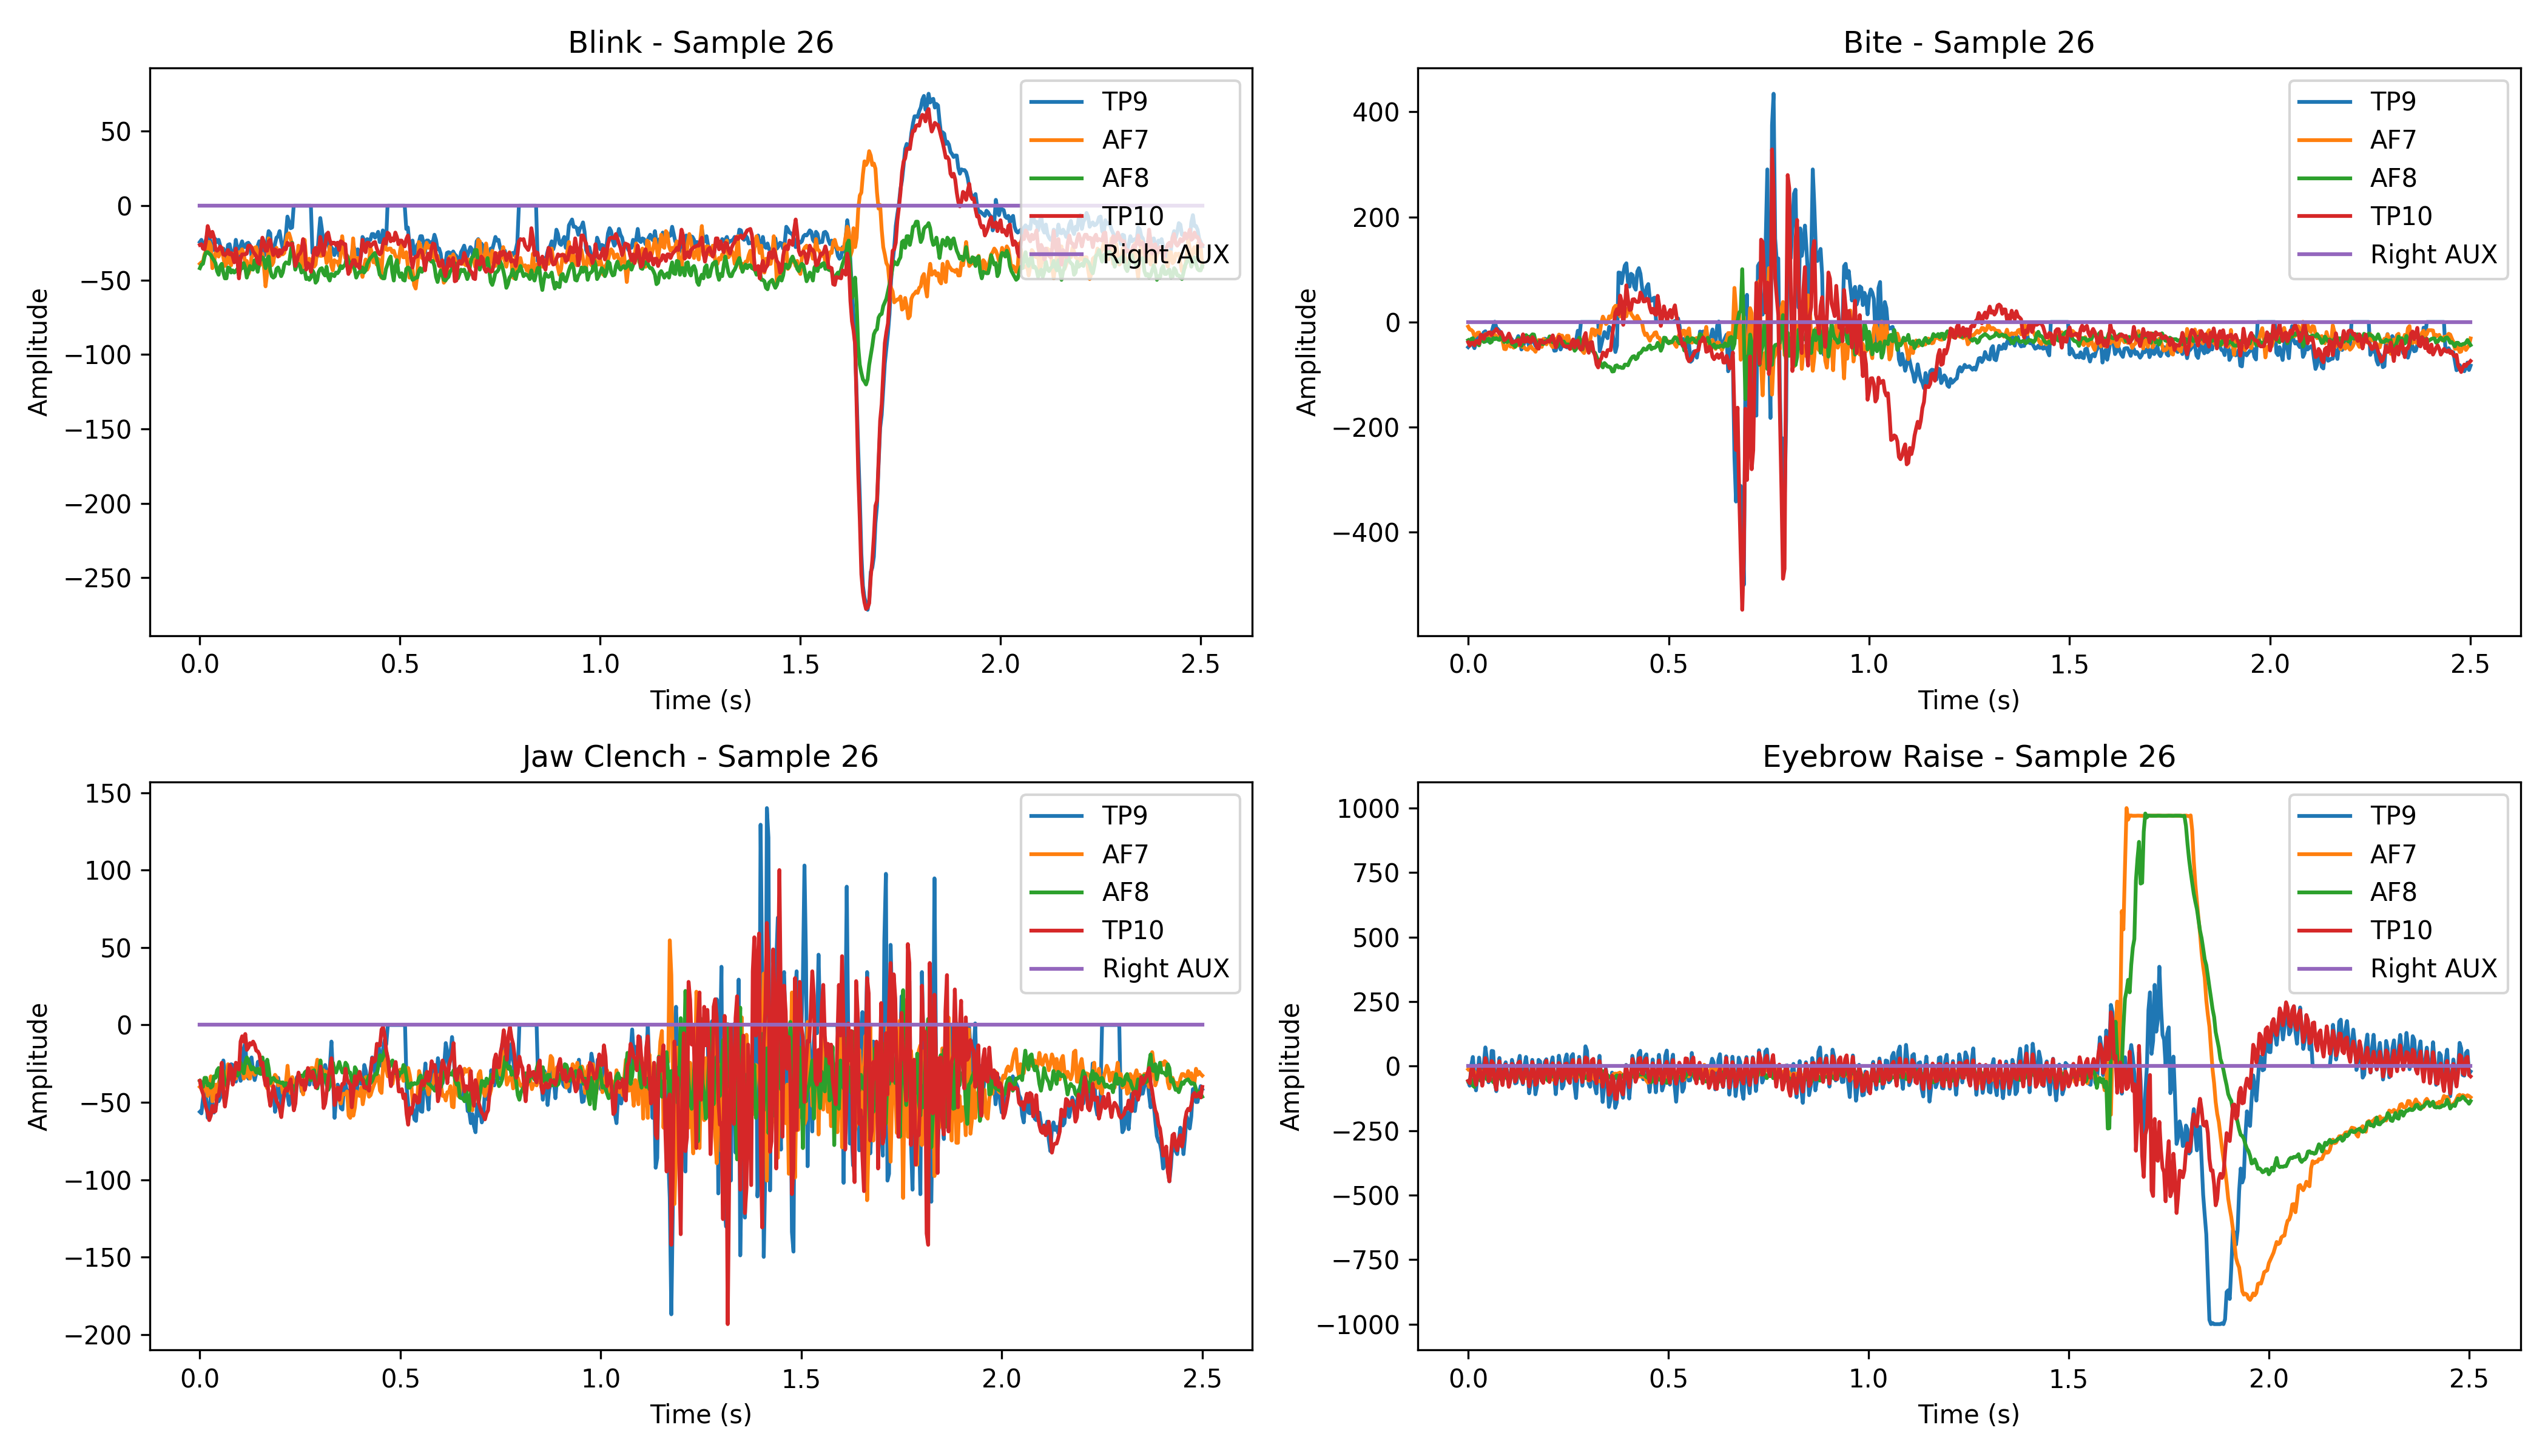 Blink - Sample 26
TP9
AF7
AF8
TP10
Right AUX
50
0
−50
−100
−150
−200
−250
Amplitude
0.0 0.5 1.0 1.5 2.0 2.5
Time (s)
Bite - Sample 26
TP9
AF7
AF8
TP10
Right AUX
400
200
0
−200
−400
Amplitude
0.0 0.5 1.0 1.5 2.0 2.5
Time (s)
Jaw Clench - Sample 26
TP9
AF7
AF8
TP10
Right AUX
150
100
50
0
−50
−100
−150
−200
Amplitude
0.0 0.5 1.0 1.5 2.0 2.5
Time (s)
Eyebrow Raise - Sample 26
TP9
AF7
AF8
TP10
Right AUX
1000
750
500
250
0
−250
−500
−750
−1000
Amplitude
0.0 0.5 1.0 1.5 2.0 2.5
Time (s)